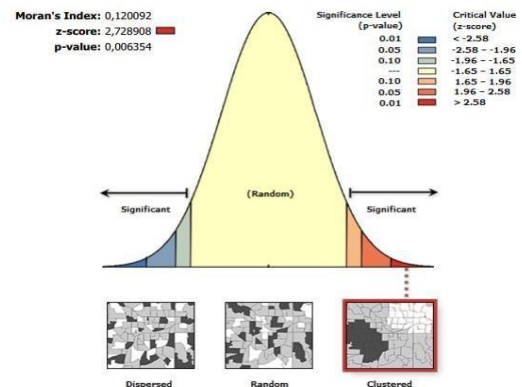 Moran's Index: 0,120092
z-score: 2,728908
p-value: 0,006354
Significance Level
(p-value)
Critical Value
(z-score)
0.01 < -2.58
0.05 -2.58 – -1.96
0.10 -1.96 – -1.65
--- -1.65 – 1.65
0.10 1.65 – 1.96
0.05 1.96 – 2.58
0.01 > 2.58
(Random)
Significant
Significant
Dispersed
Random
Clustered